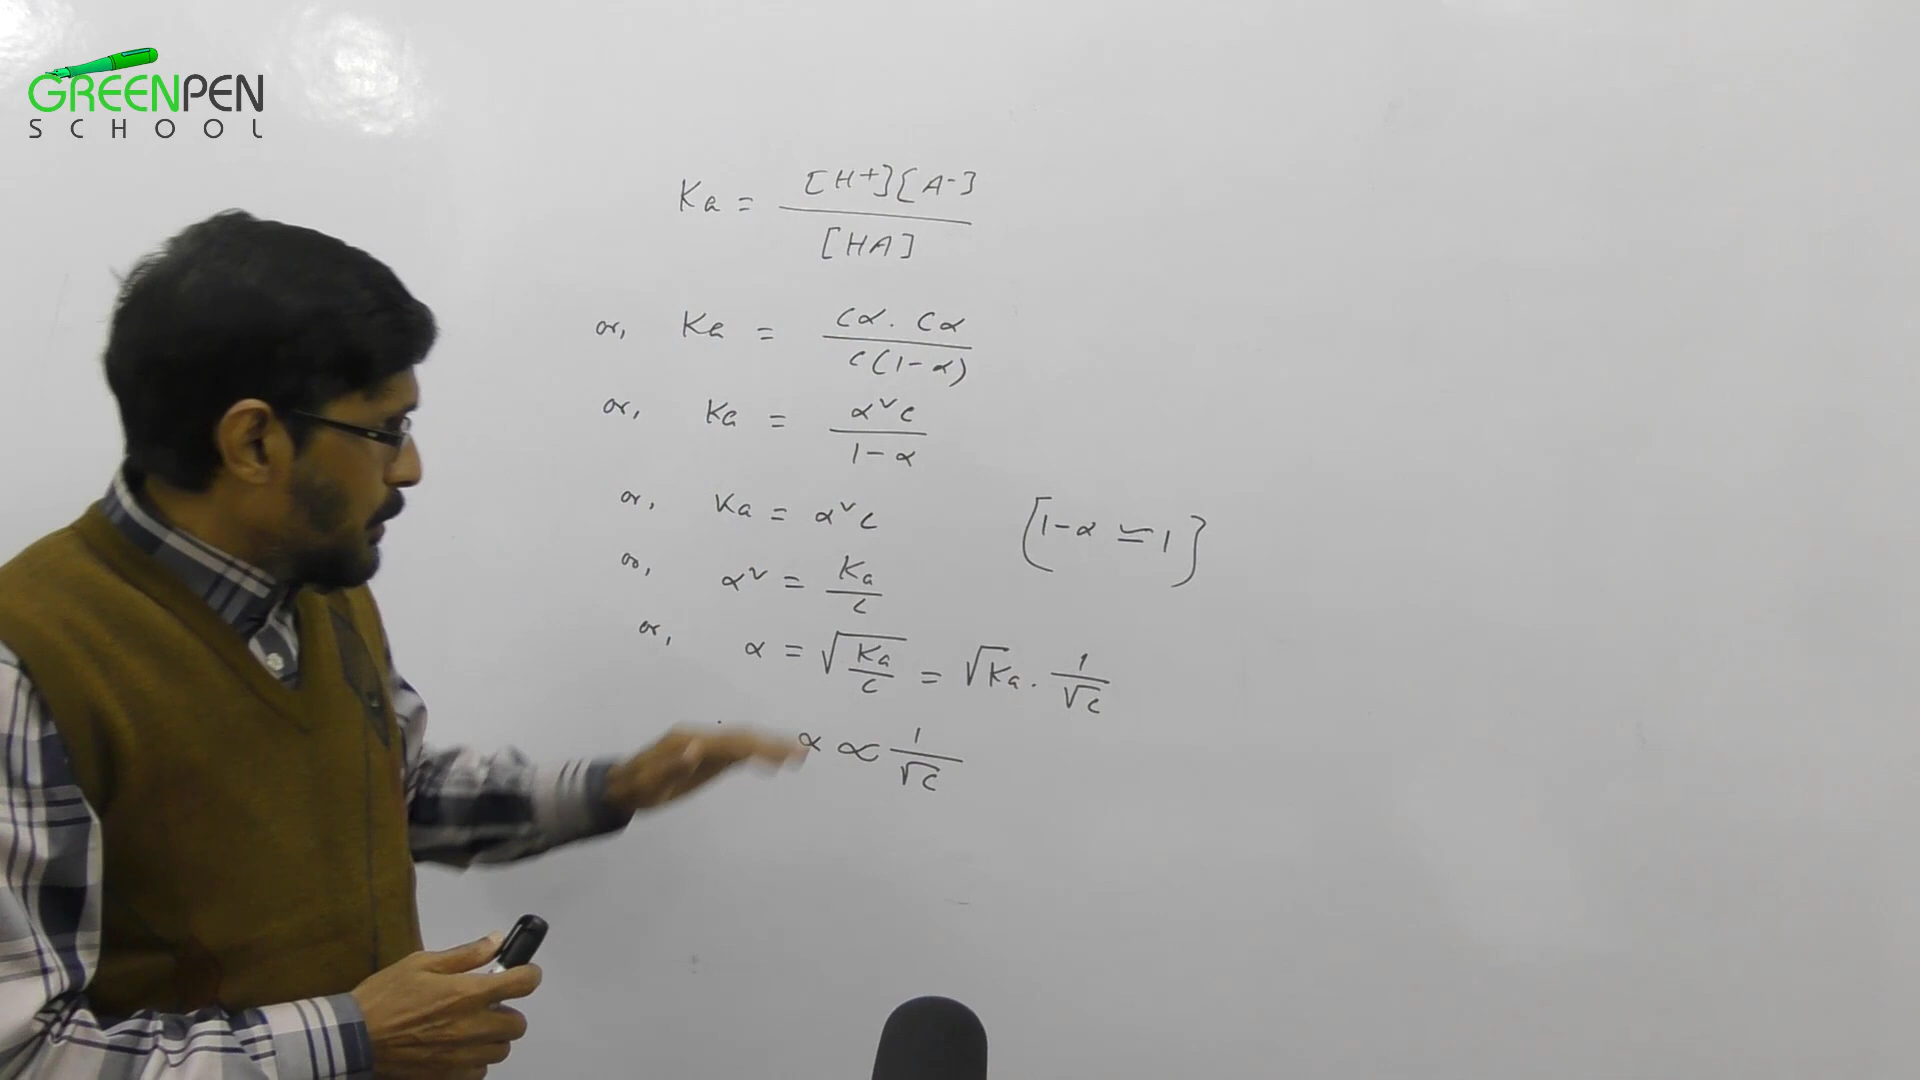 GREENPEN
SCHOOL
Ka = [H+][A-] / [HA]
or, Ka = cα. cα / c(1-α)
or, Ka = α²c / 1-α
or, Ka = α²c [1-α ≃ 1]
or, α² = Ka / c
or, α = √(Ka / c) = √Ka . 1 / √c
α ∝ 1 / √c